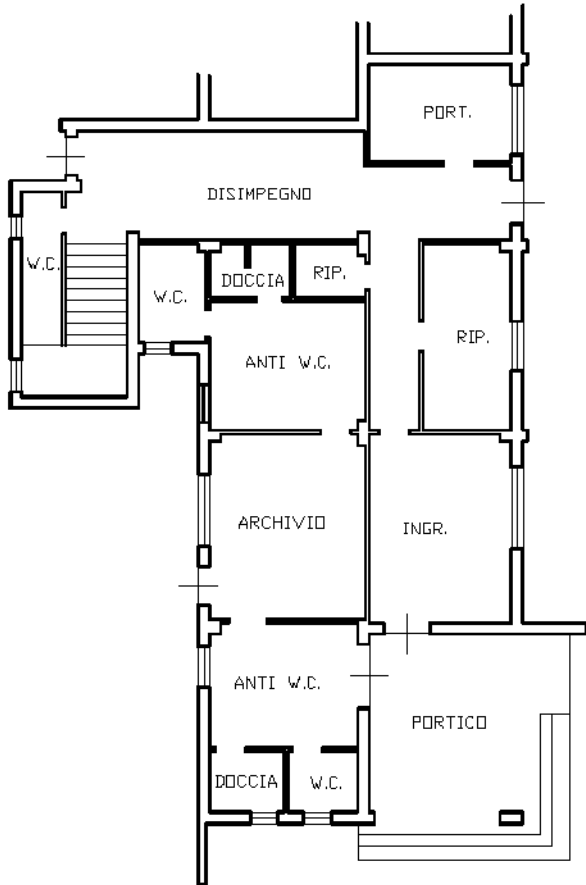 PORT.
DISIMPEGNO
W.C.
DOCCIA
RIP.
W.C.
RIP.
ANTI W.C.
ARCHIVIO
INGR.
ANTI W.C.
PORTICO
DOCCIA
W.C.